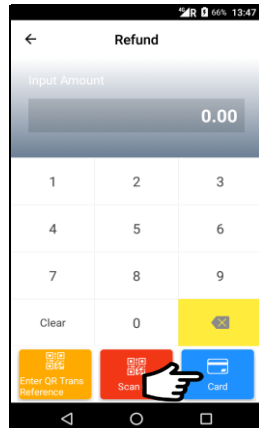 4G R 66% 13:47
Refund
Input Amount
0.00
1 2 3
4 5 6
7 8 9
Clear 0
Enter QR Trans
Reference
Scan
Card